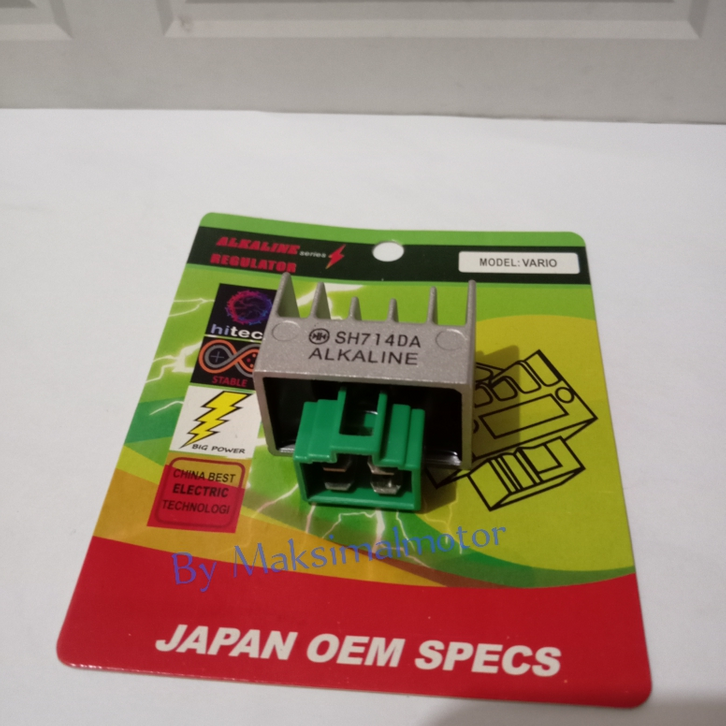 ALKALINE series
REGULATOR
MODEL: VARIO
hitec
STABLE
BIG POWER
CHINA BEST
ELECTRIC
TECHNOLOGI
SH714DA
ALKALINE
By Maksimalmotor
JAPAN OEM SPECS